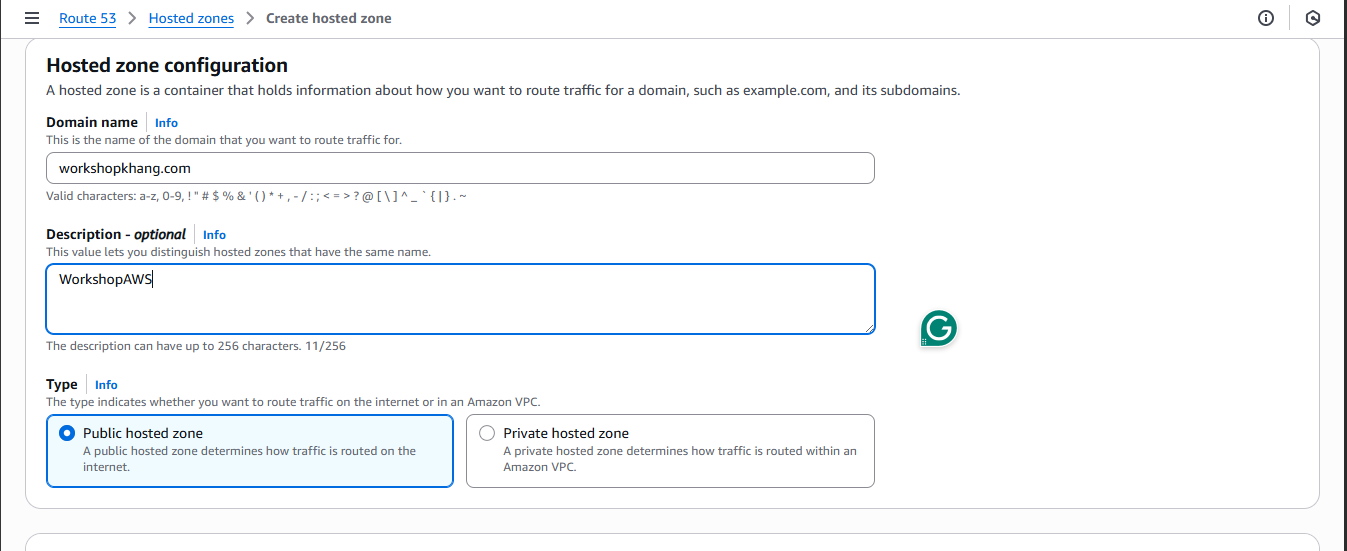 Route 53 > Hosted zones > Create hosted zone
Hosted zone configuration
A hosted zone is a container that holds information about how you want to route traffic for a domain, such as example.com, and its subdomains.
Domain name Info
This is the name of the domain that you want to route traffic for.
workshopkhang.com
Valid characters: a-z, 0-9, ! " # $ % & ' ( ) * + , - / : ; < = > ? @ [ \ ] ^ _ ` { | } . ~
Description - optional Info
This value lets you distinguish hosted zones that have the same name.
WorkshopAWS
The description can have up to 256 characters. 11/256
Type Info
The type indicates whether you want to route traffic on the internet or in an Amazon VPC.
Public hosted zone
A public hosted zone determines how traffic is routed on the
internet.
Private hosted zone
A private hosted zone determines how traffic is routed within an
Amazon VPC.